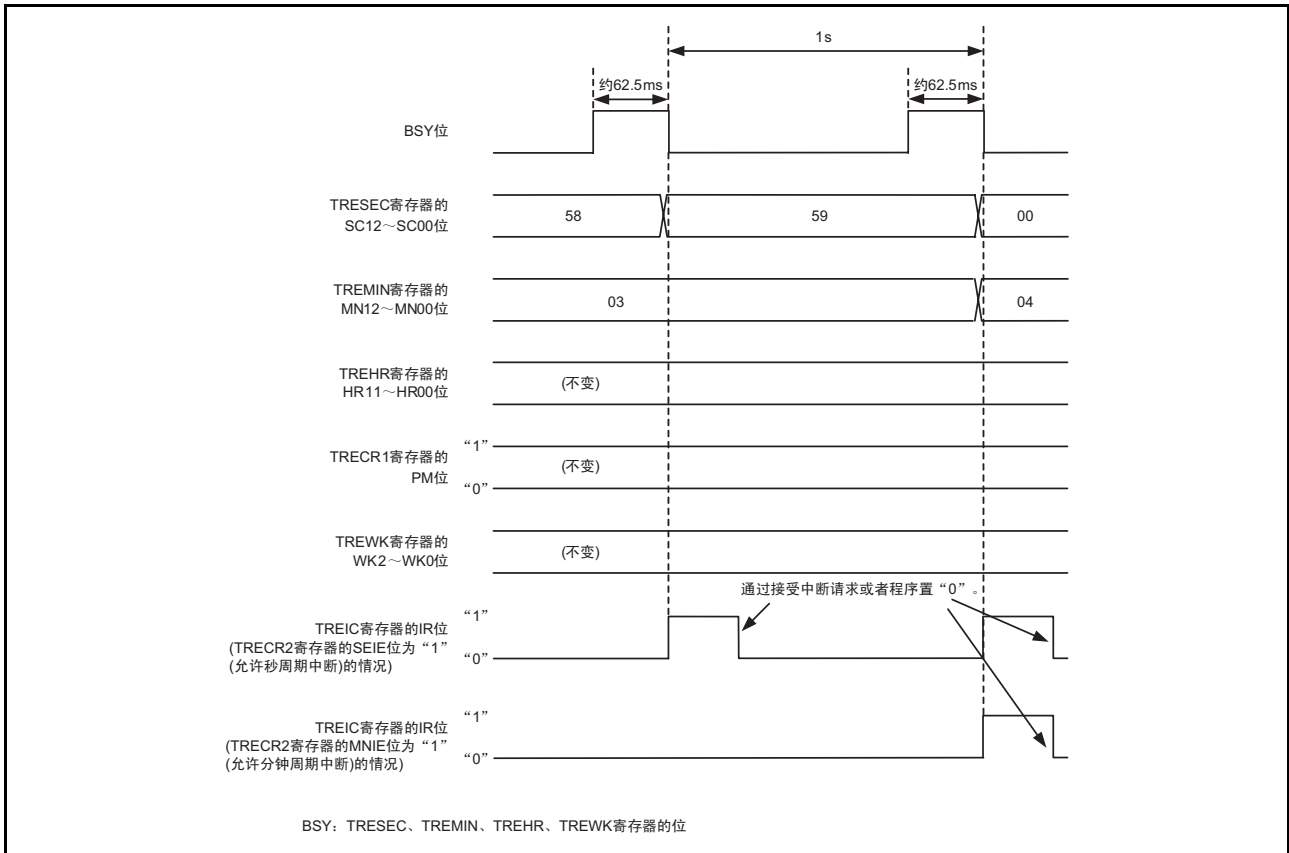 1s
约62.5ms
约62.5ms
BSY位
TRESEC寄存器的
SC12～SC00位
58
59
00
TREMIN寄存器的
MN12～MN00位
03
04
TREHR寄存器的
HR11～HR00位
(不变)
TRECR1寄存器的
PM位
“1”
“0”
(不变)
TREWK寄存器的
WK2～WK0位
(不变)
通过接受中断请求或者程序置“0”。
TREIC寄存器的IR位
(TRECR2寄存器的SEIE位为“1”
(允许秒周期中断)的情况)
“1”
“0”
TREIC寄存器的IR位
(TRECR2寄存器的MNIE位为“1”
(允许分钟周期中断)的情况)
“1”
“0”
BSY：TRESEC、TREMIN、TREHR、TREWK寄存器的位